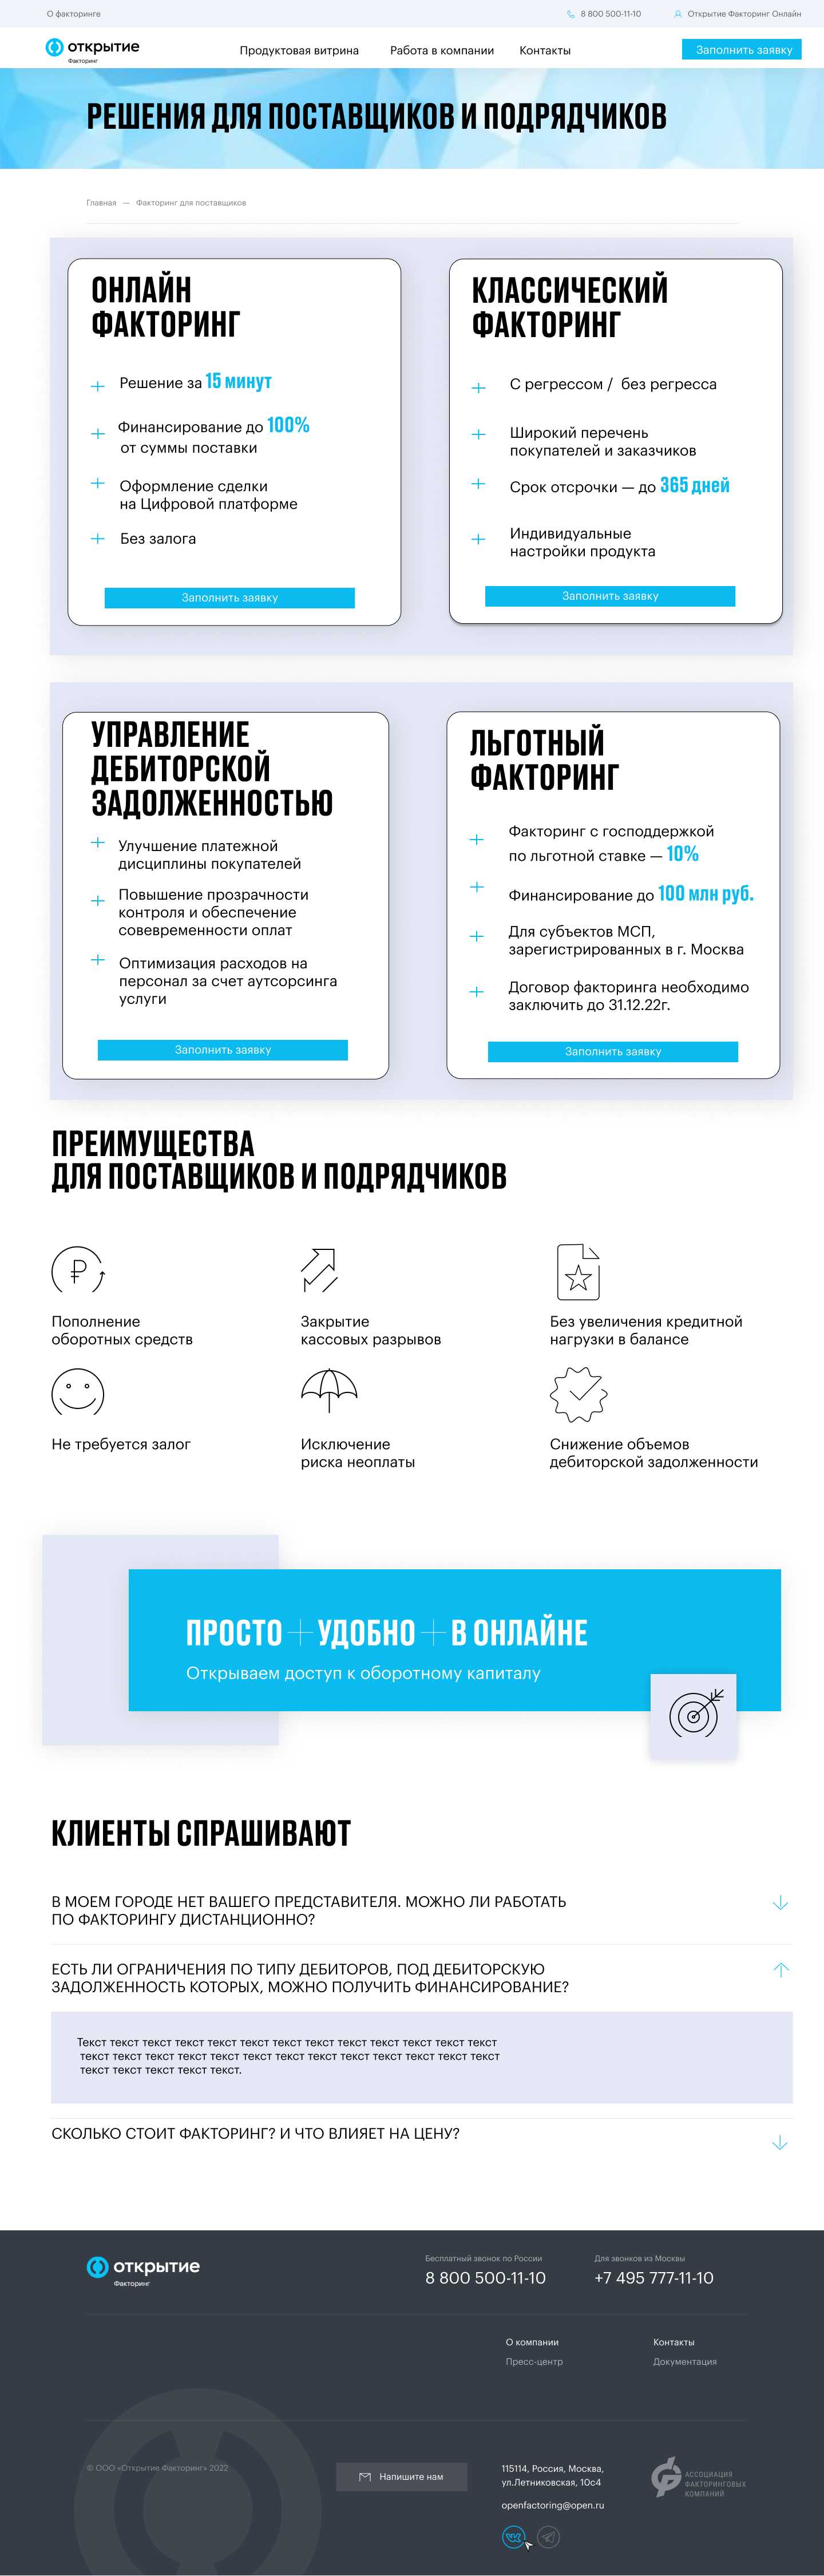 О факторинге
8 800 500-11-10
Открытие Факторинг Онлайн
открытие
Факторинг
Продуктовая витрина
Работа в компании
Контакты
Заполнить заявку
РЕШЕНИЯ ДЛЯ ПОСТАВЩИКОВ И ПОДРЯДЧИКОВ
Главная — Факторинг для поставщиков
ОНЛАЙН
ФАКТОРИНГ
Решение за 15 минут
Финансирование до 100%
от суммы поставки
Оформление сделки
на Цифровой платформе
Без залога
Заполнить заявку
КЛАССИЧЕСКИЙ
ФАКТОРИНГ
С регрессом / без регресса
Широкий перечень
покупателей и заказчиков
Срок отсрочки — до 365 дней
Индивидуальные
настройки продукта
Заполнить заявку
УПРАВЛЕНИЕ
ДЕБИТОРСКОЙ
ЗАДОЛЖЕННОСТЬЮ
Улучшение платежной
дисциплины покупателей
Повышение прозрачности
контроля и обеспечение
совевременности оплат
Оптимизация расходов на
персонал за счет аутсорсинга
услуги
Заполнить заявку
ЛЬГОТНЫЙ
ФАКТОРИНГ
Факторинг с господдержкой
по льготной ставке — 10%
Финансирование до 100 млн руб.
Для субъектов МСП,
зарегистрированных в г. Москва
Договор факторинга необходимо
заключить до 31.12.22г.
Заполнить заявку
ПРЕИМУЩЕСТВА
ДЛЯ ПОСТАВЩИКОВ И ПОДРЯДЧИКОВ
Пополнение
оборотных средств
Закрытие
кассовых разрывов
Без увеличения кредитной
нагрузки в балансе
Не требуется залог
Исключение
риска неоплаты
Снижение объемов
дебиторской задолженности
ПРОСТО + УДОБНО + В ОНЛАЙНЕ
Открываем доступ к оборотному капиталу
КЛИЕНТЫ СПРАШИВАЮТ
В МОЕМ ГОРОДЕ НЕТ ВАШЕГО ПРЕДСТАВИТЕЛЯ. МОЖНО ЛИ РАБОТАТЬ
ПО ФАКТОРИНГУ ДИСТАНЦИОННО?
ЕСТЬ ЛИ ОГРАНИЧЕНИЯ ПО ТИПУ ДЕБИТОРОВ, ПОД ДЕБИТОРСКУЮ
ЗАДОЛЖЕННОСТЬ КОТОРЫХ, МОЖНО ПОЛУЧИТЬ ФИНАНСИРОВАНИЕ?
Текст текст текст текст текст текст текст текст текст текст текст текст текст
текст текст текст текст текст текст текст текст текст текст текст текст текст
текст текст текст текст текст.
СКОЛЬКО СТОИТ ФАКТОРИНГ? И ЧТО ВЛИЯЕТ НА ЦЕНУ?
открытие
Факторинг
Бесплатный звонок по России
8 800 500-11-10
Для звонков из Москвы
+7 495 777-11-10
О компании
Пресс-центр
Контакты
Документация
© ООО «Открытие Факторинг» 2022
Напишите нам
115114, Россия, Москва,
ул.Летниковская, 10с4
openfactoring@open.ru
АССОЦИАЦИЯ
ФАКТОРИНГОВЫХ
КОМПАНИЙ